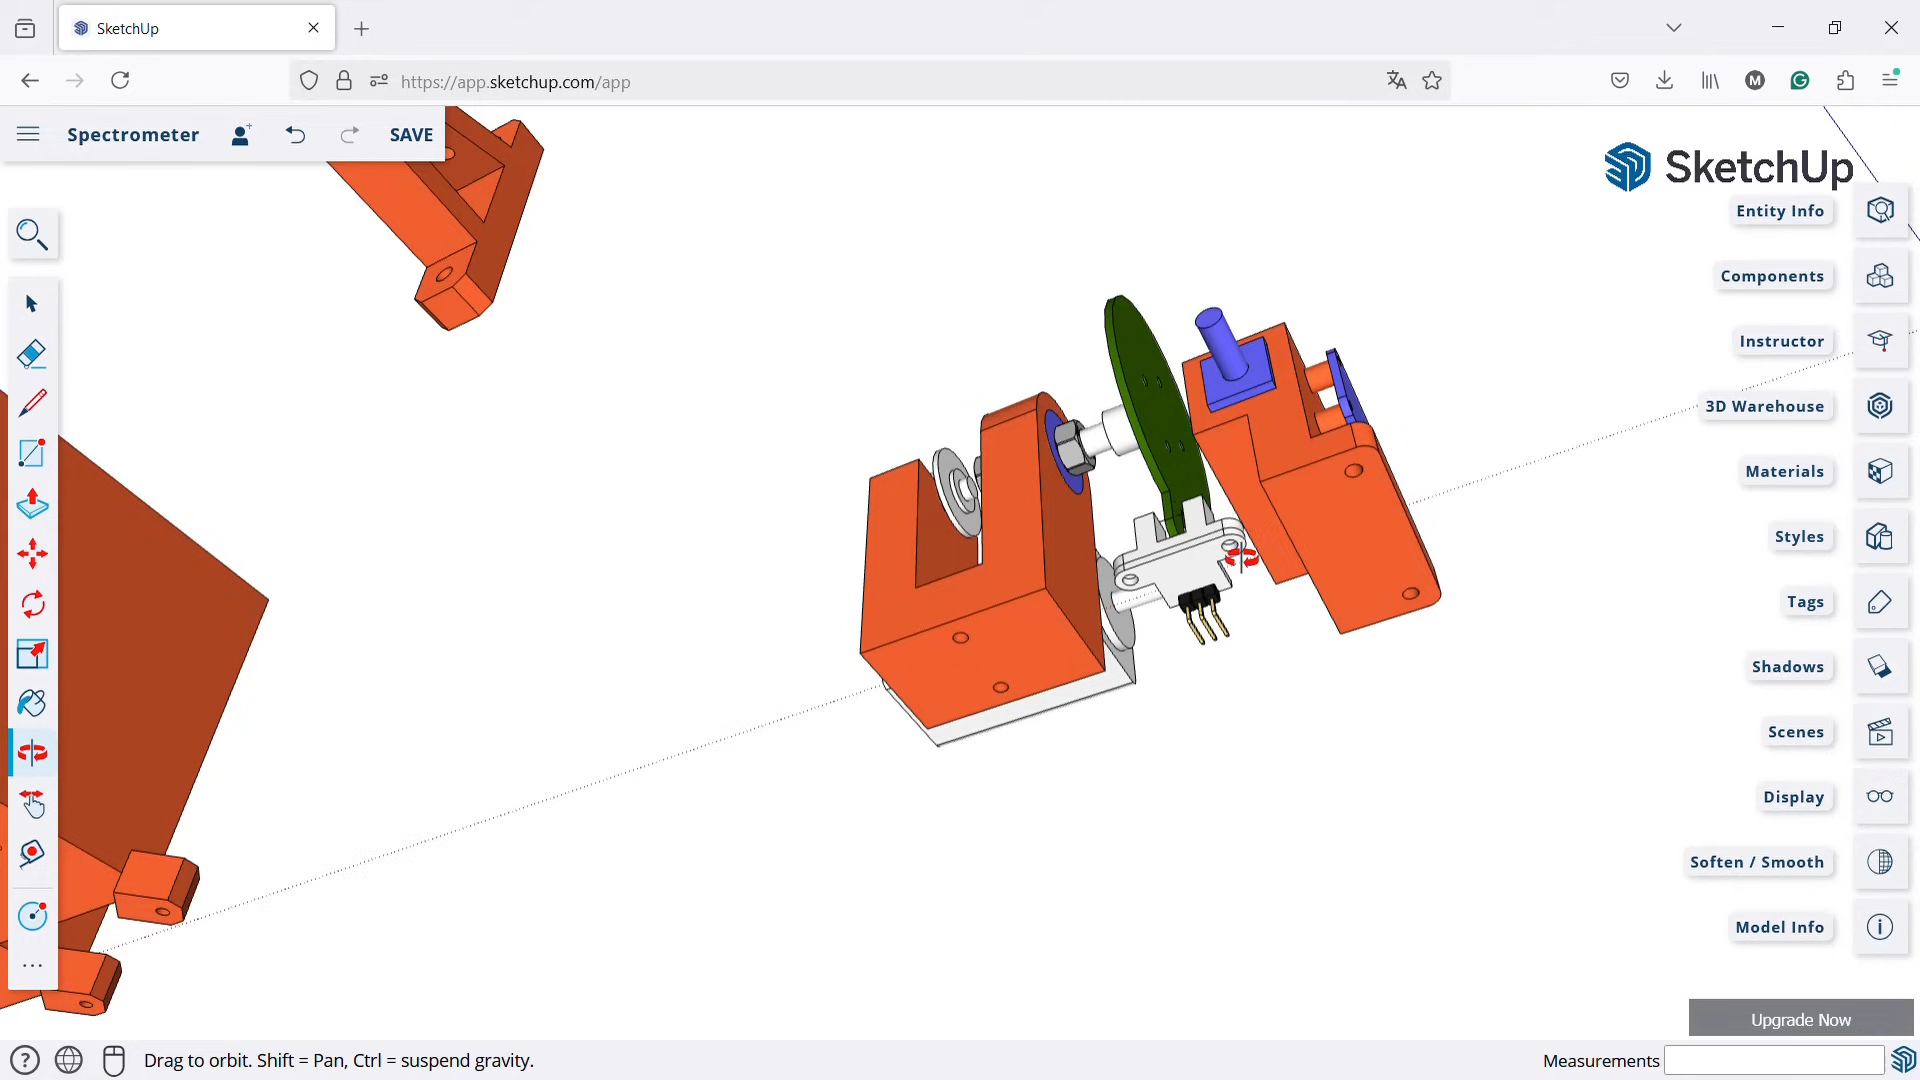 SketchUp
https://app.sketchup.com/app
M
G
Spectrometer
SAVE
SketchUp
Entity Info
Components
Instructor
3D Warehouse
Materials
Styles
Tags
Shadows
Scenes
Display
Soften / Smooth
Model Info
Upgrade Now
Drag to orbit. Shift = Pan, Ctrl = suspend gravity.
Measurements